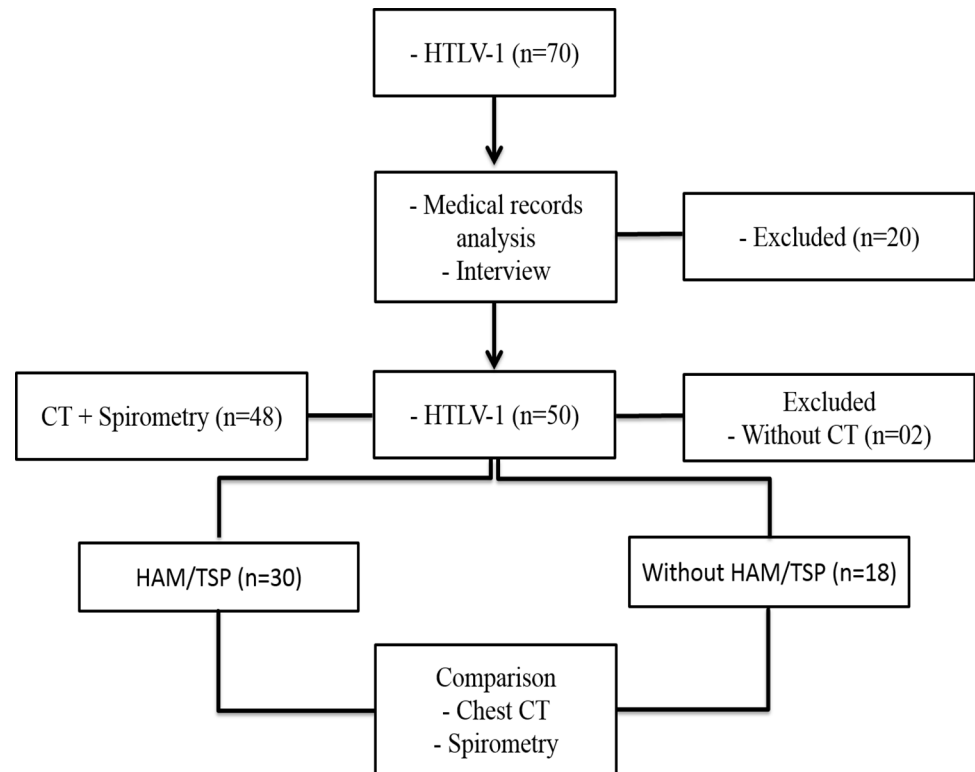 - HTLV-1 (n=70)
- Medical records
analysis
- Interview
- Excluded (n=20)
CT + Spirometry (n=48)
- HTLV-1 (n=50)
Excluded
- Without CT (n=02)
HAM/TSP (n=30)
Without HAM/TSP (n=18)
Comparison
- Chest CT
- Spirometry